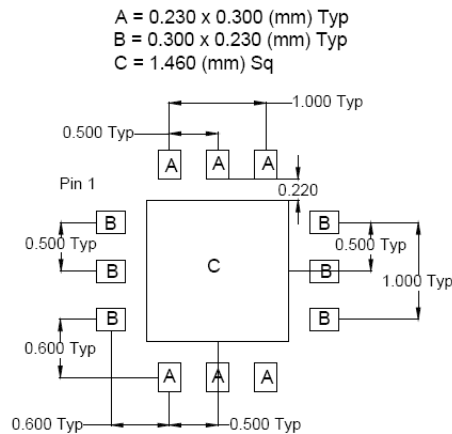 A = 0.230 x 0.300 (mm) Typ
B = 0.300 x 0.230 (mm) Typ
C = 1.460 (mm) Sq
1.000 Typ
0.500 Typ
A A A
Pin 1
0.220
B B
0.500 Typ
C
0.500 Typ
B B
1.000 Typ
B B
0.600 Typ
A A A
0.600 Typ
0.500 Typ